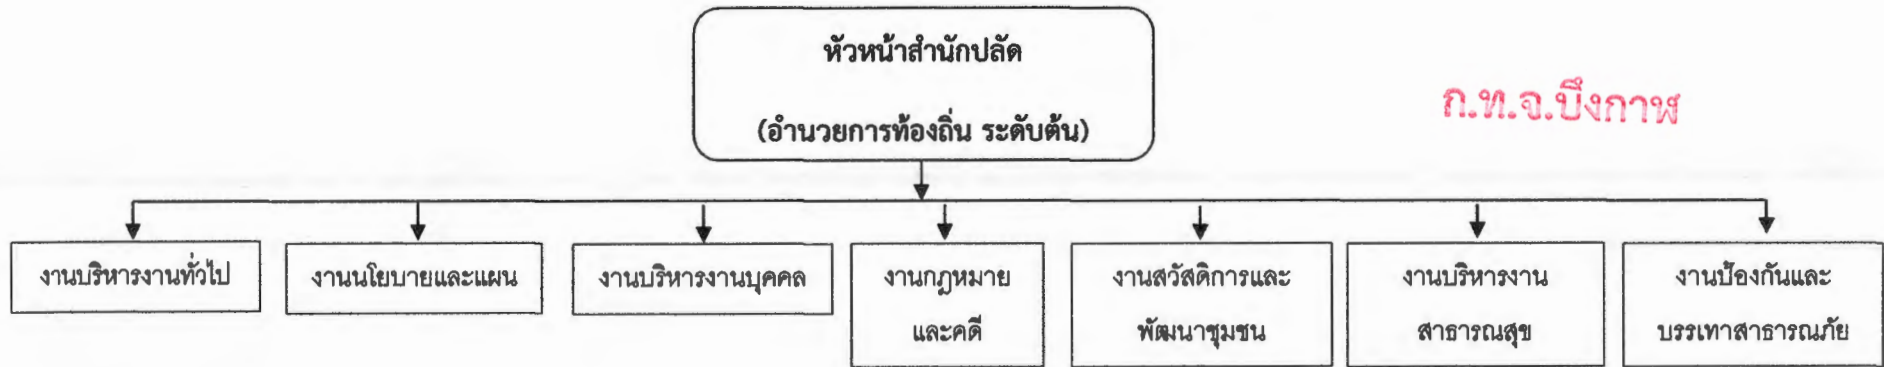 หัวหน้าสำนักปลัด
(อำนวยการท้องถิ่น ระดับต้น)
ก.ท.จ.บึงกาฬ
งานบริหารงานทั่วไป
งานนโยบายและแผน
งานบริหารงานบุคคล
งานกฎหมาย
และคดี
งานสวัสดิการและ
พัฒนาชุมชน
งานบริหารงาน
สาธารณสุข
งานป้องกันและ
บรรเทาสาธารณภัย